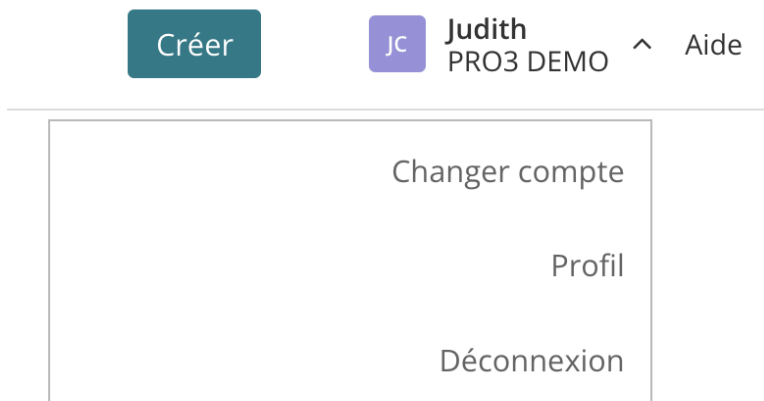 Créer
JC
Judith
PRO3 DEMO
Aide
Changer compte
Profil
Déconnexion